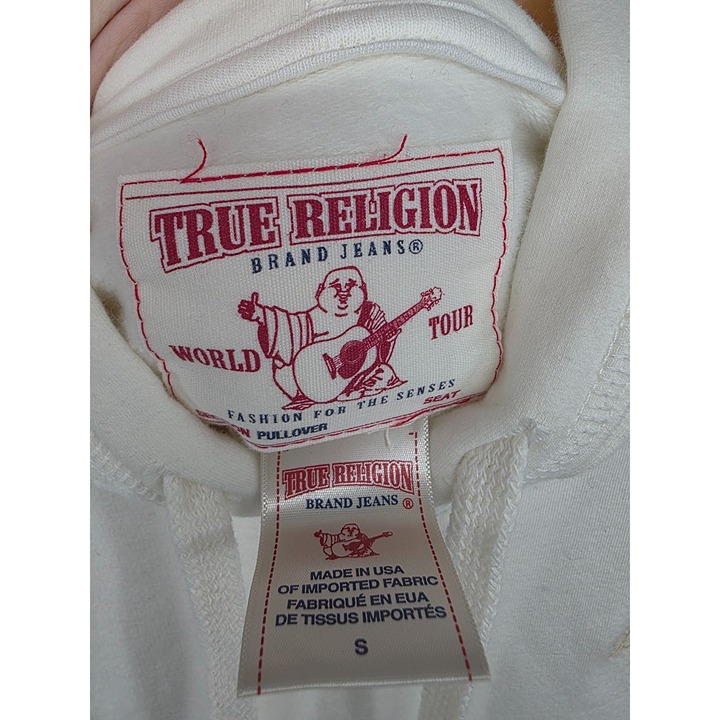 TRUE RELIGION
BRAND JEANS®
WORLD TOUR
FASHION FOR THE SENSES
SEAT
PULLOVER
TRUE RELIGION
BRAND JEANS ®
MADE IN USA
OF IMPORTED FABRIC
FABRIQUÉ EN EUA
DE TISSUS IMPORTÉS
S